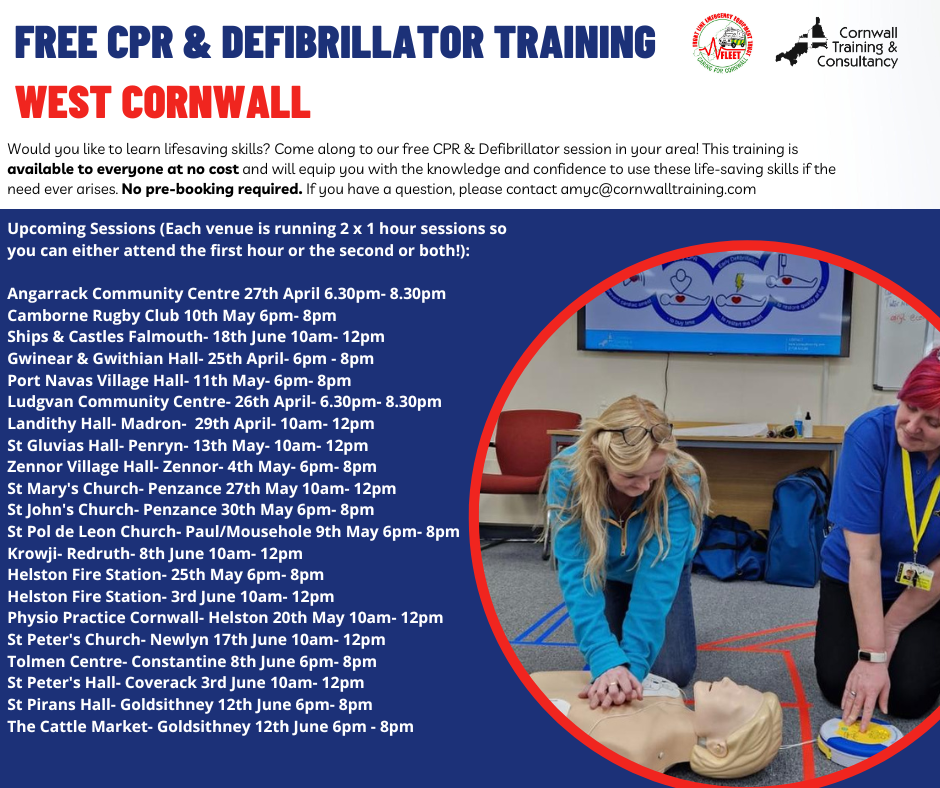 FREE CPR & DEFIBRILLATOR TRAINING
WEST CORNWALL
FRONT LINE EMERGENCY EQUIPMENT TRUST
FLEET
CARING FOR CORNWALL
Cornwall
Training &
Consultancy
Would you like to learn lifesaving skills? Come along to our free CPR & Defibrillator session in your area! This training is
available to everyone at no cost and will equip you with the knowledge and confidence to use these life-saving skills if the
need ever arises. No pre-booking required. If you have a question, please contact amyc@cornwalltraining.com
Upcoming Sessions (Each venue is running 2 x 1 hour sessions so
you can either attend the first hour or the second or both!):
Angarrack Community Centre 27th April 6.30pm- 8.30pm
Camborne Rugby Club 10th May 6pm- 8pm
Ships & Castles Falmouth- 18th June 10am- 12pm
Gwinear & Gwithian Hall- 25th April- 6pm - 8pm
Port Navas Village Hall- 11th May- 6pm- 8pm
Ludgvan Community Centre- 26th April- 6.30pm- 8.30pm
Landithy Hall- Madron-  29th April- 10am- 12pm
St Gluvias Hall- Penryn- 13th May- 10am- 12pm
Zennor Village Hall- Zennor- 4th May- 6pm- 8pm
St Mary's Church- Penzance 27th May 10am- 12pm
St John's Church- Penzance 30th May 6pm- 8pm
St Pol de Leon Church- Paul/Mousehole 9th May 6pm- 8pm
Krowji- Redruth- 8th June 10am- 12pm
Helston Fire Station- 25th May 6pm- 8pm
Helston Fire Station- 3rd June 10am- 12pm
Physio Practice Cornwall- Helston 20th May 10am- 12pm
St Peter's Church- Newlyn 17th June 10am- 12pm
Tolmen Centre- Constantine 8th June 6pm- 8pm
St Peter's Hall- Coverack 3rd June 10am- 12pm
St Pirans Hall- Goldsithney 12th June 6pm- 8pm
The Cattle Market- Goldsithney 12th June 6pm - 8pm